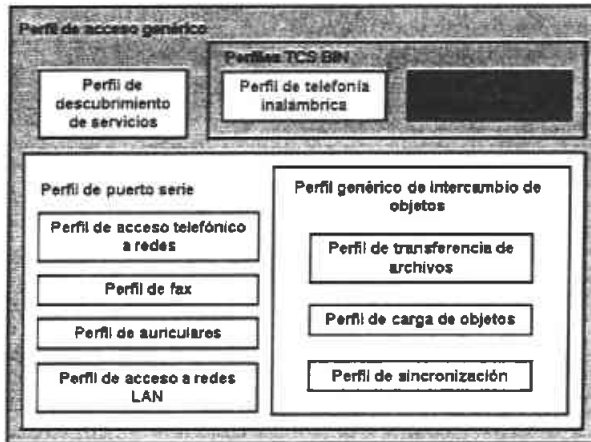 Perfil de acceso genérico
Perfiles TCS BIN
Perfil de
descubrimiento
de servicios
Perfil de telefonía
inalámbrica
Perfil de puerto serie
Perfil de acceso telefónico
a redes
Perfil de fax
Perfil de auriculares
Perfil de acceso a redes
LAN
Perfil genérico de intercambio de
objetos
Perfil de transferencia de
archivos
Perfil de carga de objetos
Perfil de sincronización